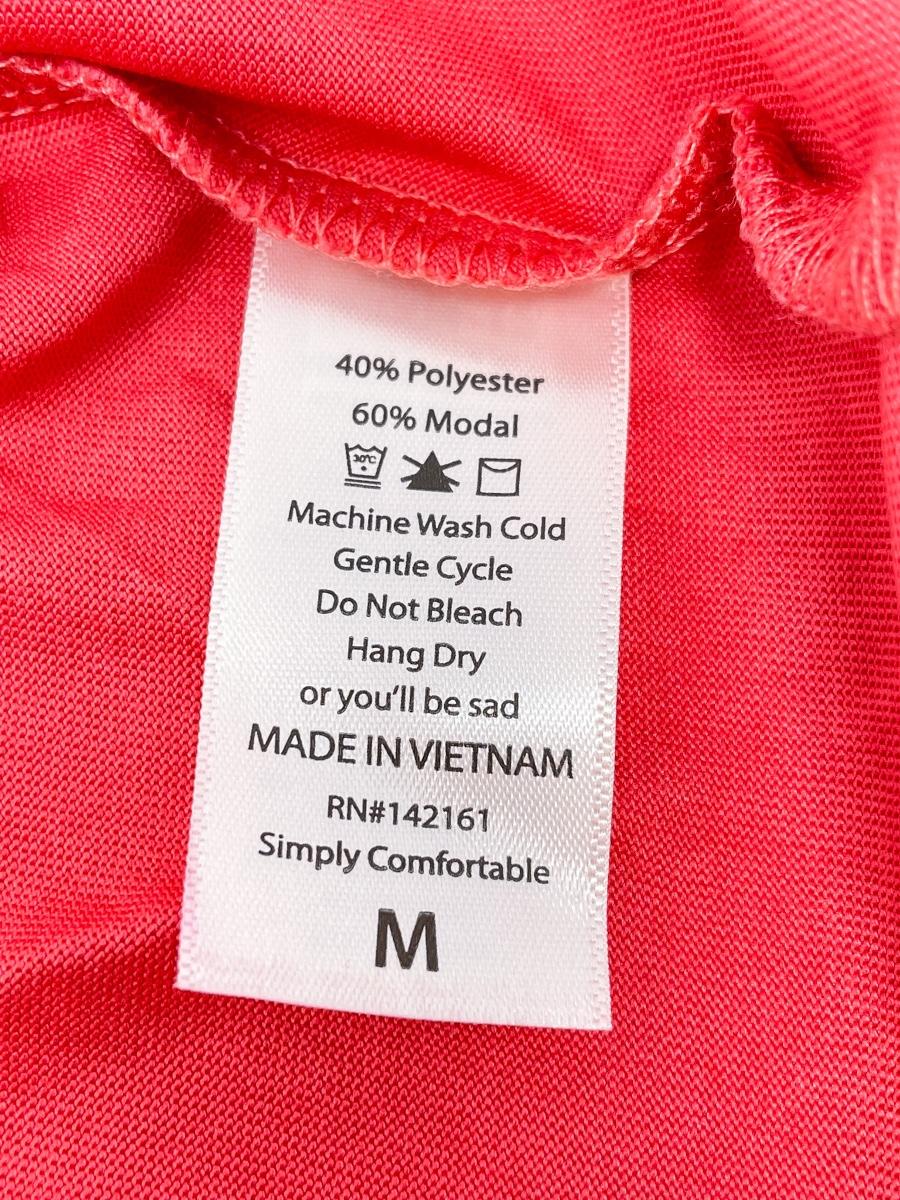 40% Polyester
60% Modal
30°C
Machine Wash Cold
Gentle Cycle
Do Not Bleach
Hang Dry
or you'll be sad
MADE IN VIETNAM
RN#142161
Simply Comfortable
M